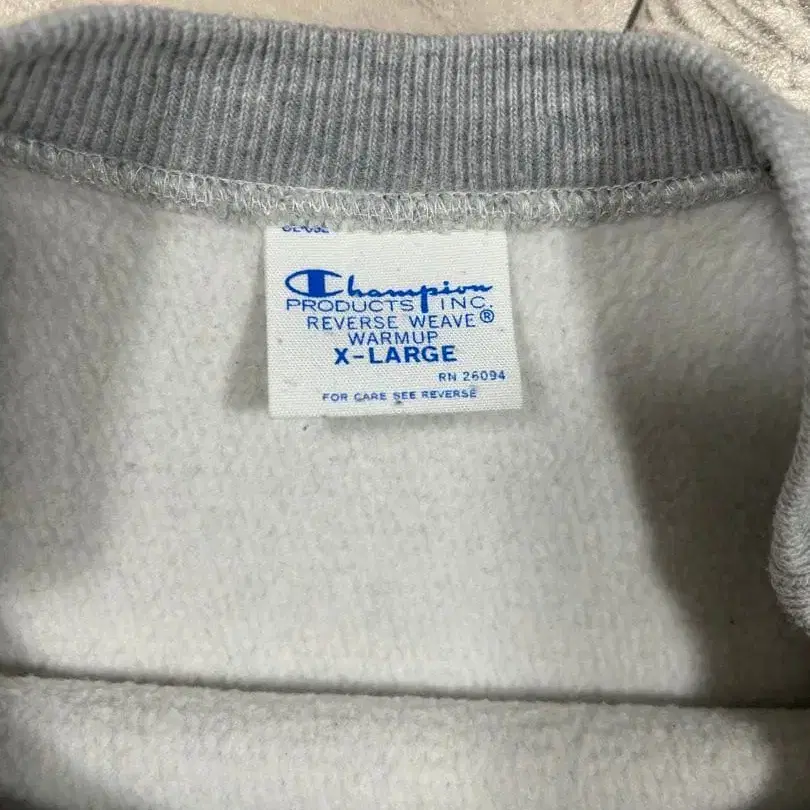 Champion
PRODUCTS INC.
REVERSE WEAVE®
WARMUP
X-LARGE
RN 26094
FOR CARE SEE REVERSE